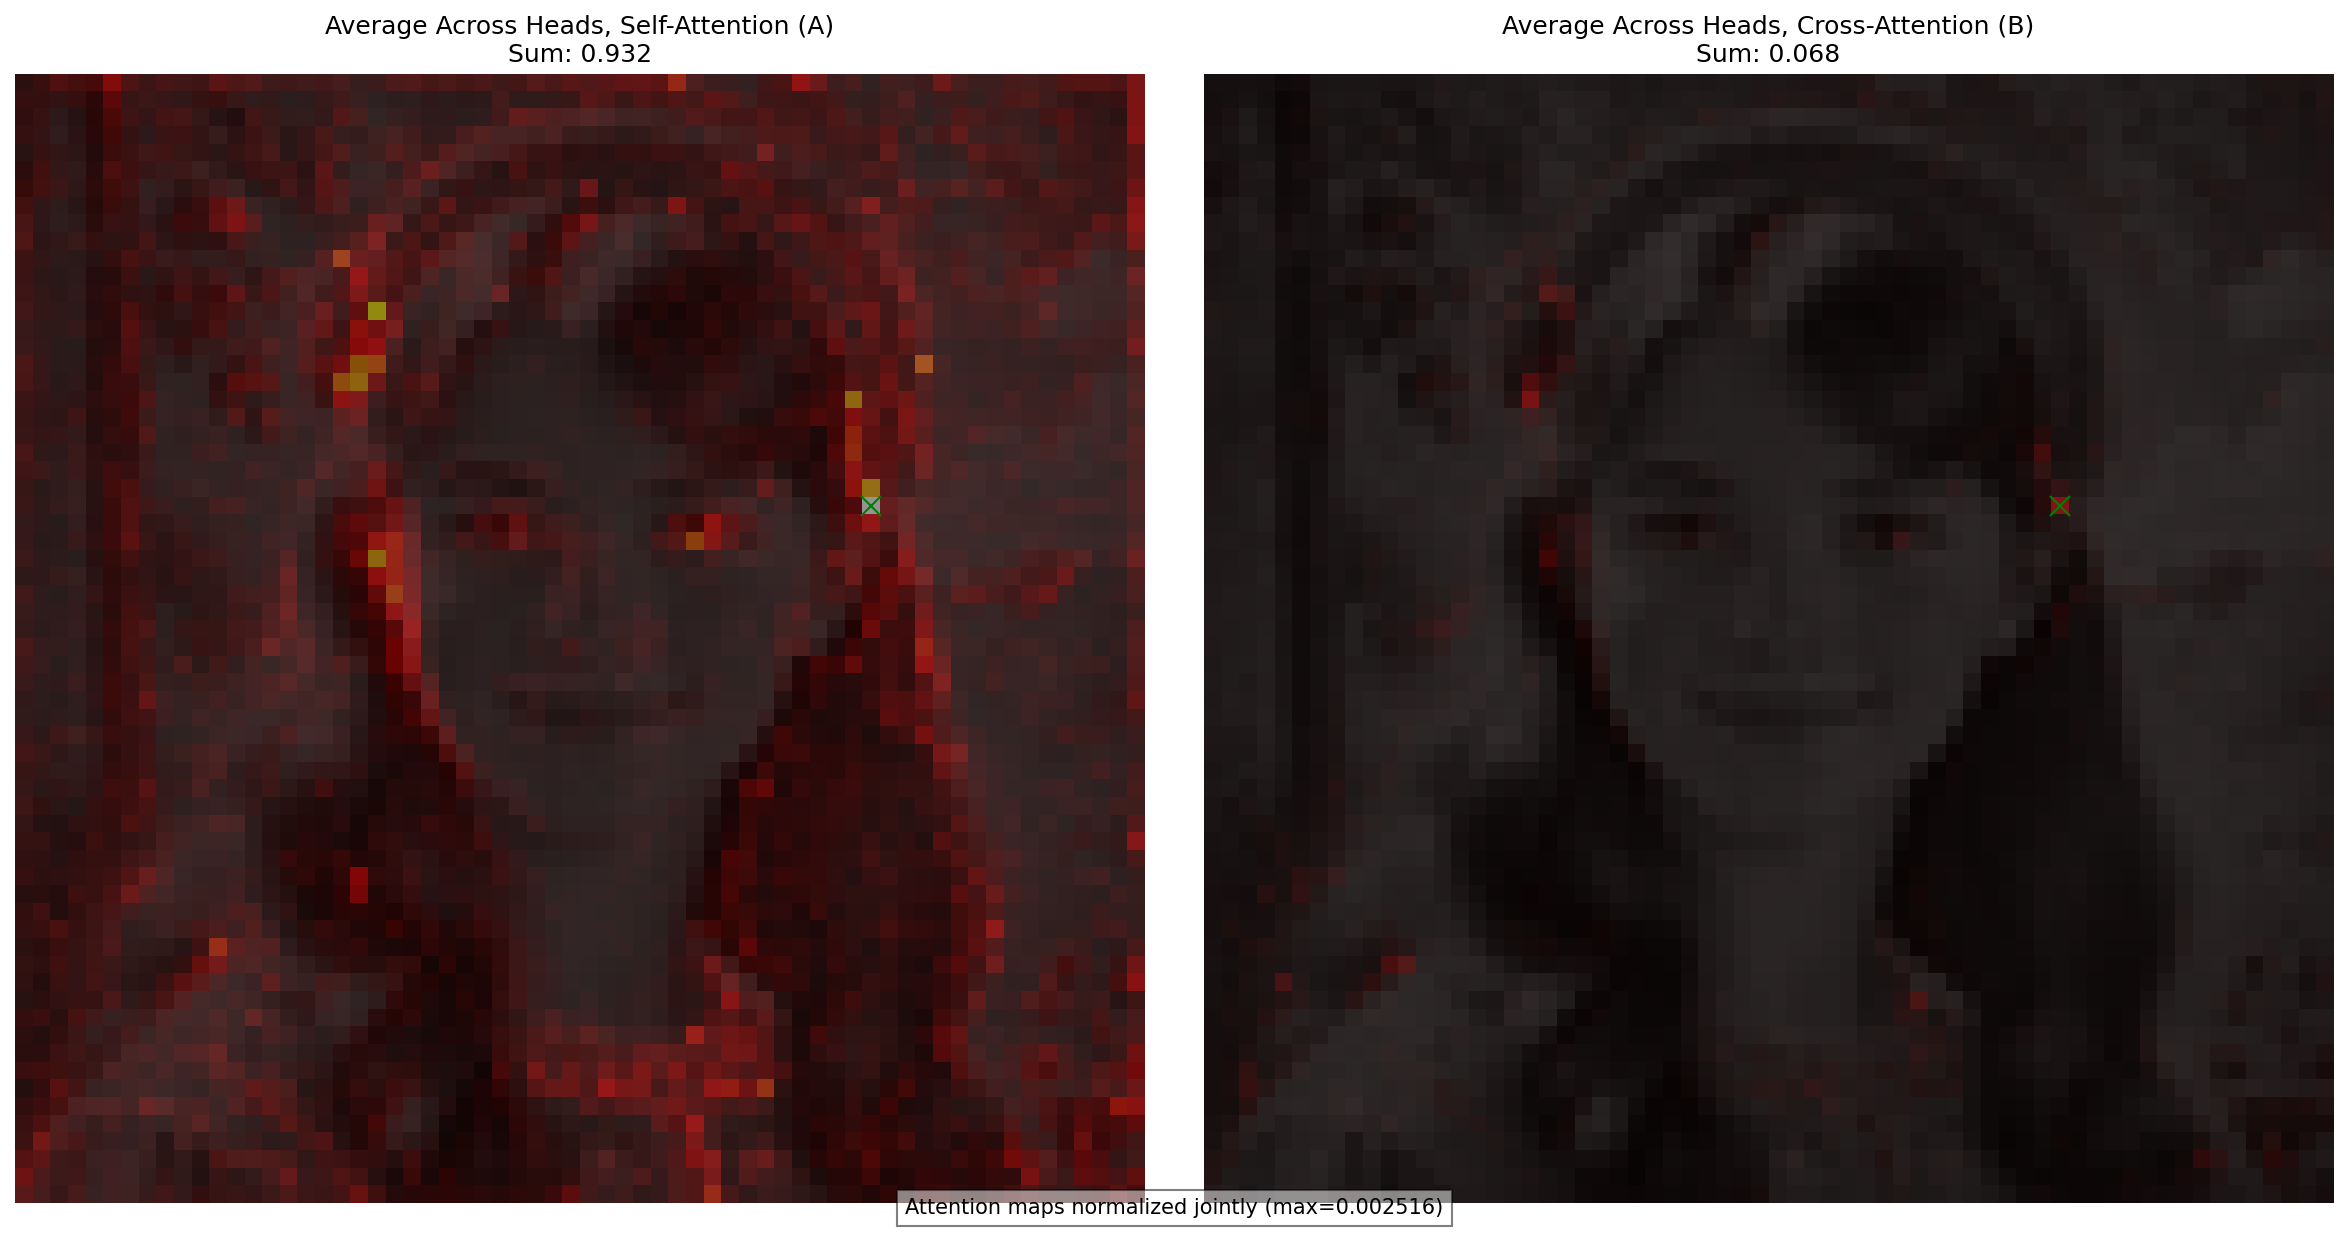 Average Across Heads, Self-Attention (A)
Sum: 0.932
Average Across Heads, Cross-Attention (B)
Sum: 0.068
Attention maps normalized jointly (max=0.002516)